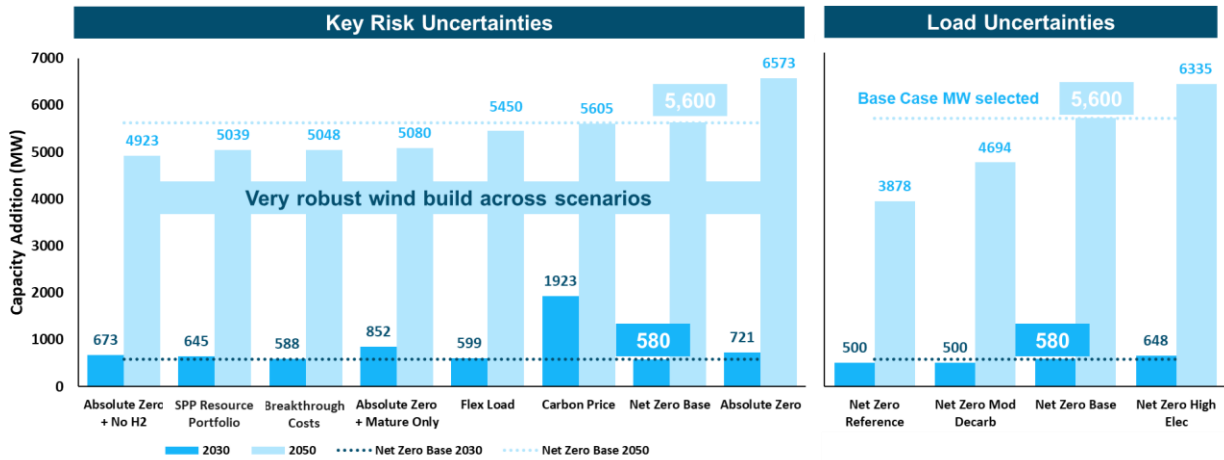 Key Risk Uncertainties
Load Uncertainties
Capacity Addition (MW)
7000
6000
5000
4000
3000
2000
1000
0
4923
5039
5048
5080
5450
5605
5,600
6573
Very robust wind build across scenarios
673
645
588
852
599
1923
580
721
Absolute Zero
+ No H2
SPP Resource
Portfolio
Breakthrough
Costs
Absolute Zero
+ Mature Only
Flex Load
Carbon Price
Net Zero Base
Absolute Zero
Base Case MW selected
3878
4694
5,600
6335
500
500
580
648
Net Zero
Reference
Net Zero Mod
Decarb
Net Zero Base
Net Zero High
Elec
2030
2050
Net Zero Base 2030
Net Zero Base 2050